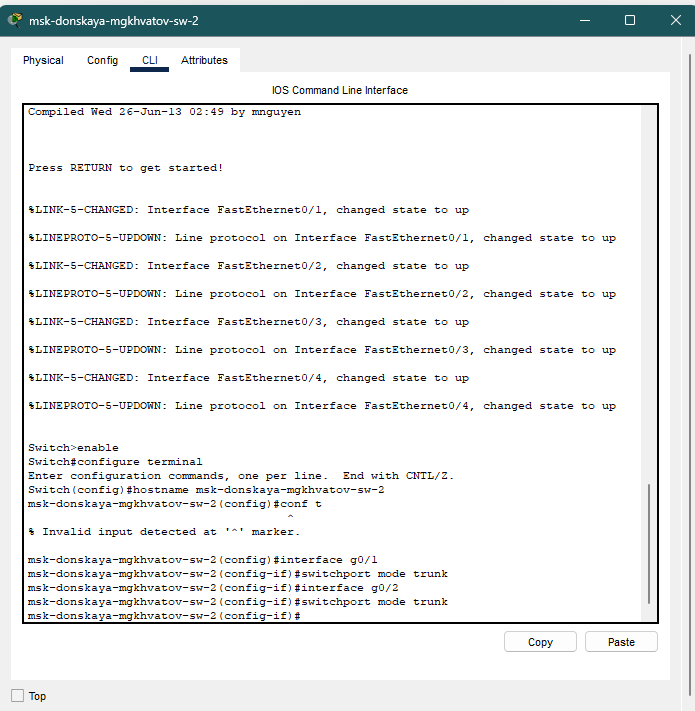 msk-donskaya-mgkhvatov-sw-2
Physical Config CLI Attributes
IOS Command Line Interface
Compiled Wed 26-Jun-13 02:49 by mnguyen
Press RETURN to get started!
%LINK-5-CHANGED: Interface FastEthernet0/1, changed state to up
%LINEPROTO-5-UPDOWN: Line protocol on Interface FastEthernet0/1, changed state to up
%LINK-5-CHANGED: Interface FastEthernet0/2, changed state to up
%LINEPROTO-5-UPDOWN: Line protocol on Interface FastEthernet0/2, changed state to up
%LINK-5-CHANGED: Interface FastEthernet0/3, changed state to up
%LINEPROTO-5-UPDOWN: Line protocol on Interface FastEthernet0/3, changed state to up
%LINK-5-CHANGED: Interface FastEthernet0/4, changed state to up
%LINEPROTO-5-UPDOWN: Line protocol on Interface FastEthernet0/4, changed state to up
Switch>enable
Switch#configure terminal
Enter configuration commands, one per line.  End with CNTL/Z.
Switch(config)#hostname msk-donskaya-mgkhvatov-sw-2
msk-donskaya-mgkhvatov-sw-2(config)#conf t
^
% Invalid input detected at '^' marker.
msk-donskaya-mgkhvatov-sw-2(config)#interface g0/1
msk-donskaya-mgkhvatov-sw-2(config-if)#switchport mode trunk
msk-donskaya-mgkhvatov-sw-2(config-if)#interface g0/2
msk-donskaya-mgkhvatov-sw-2(config-if)#switchport mode trunk
msk-donskaya-mgkhvatov-sw-2(config-if)#
Copy Paste
Top